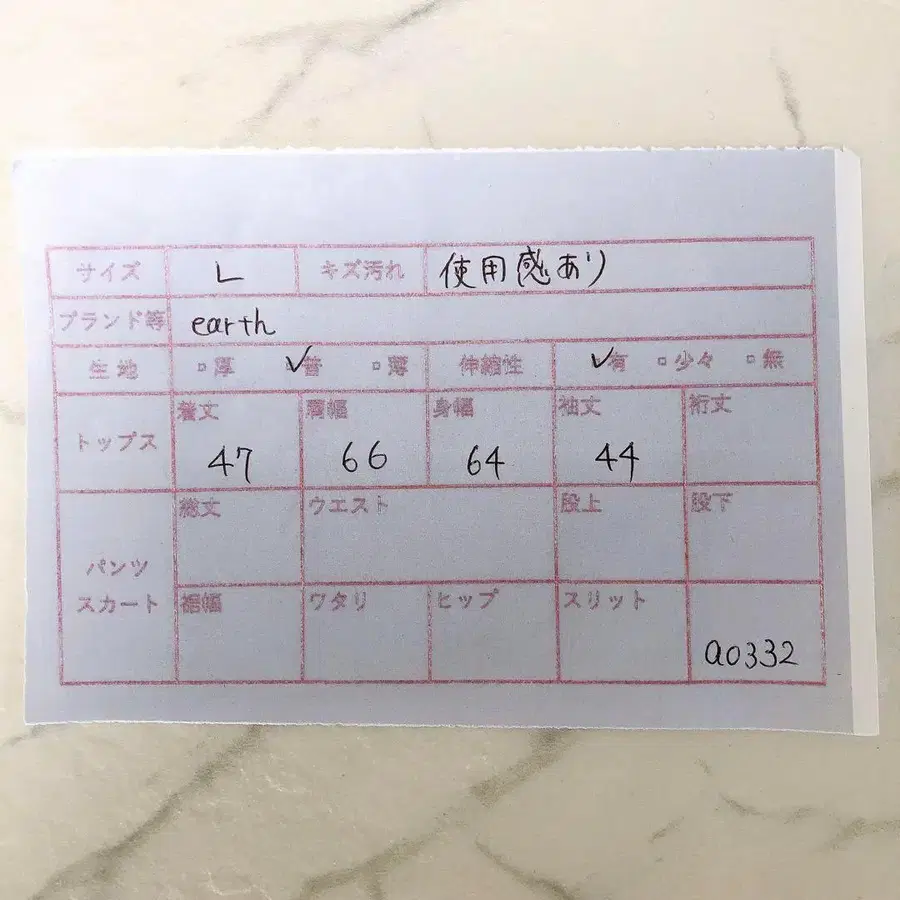 サイズ L キズ汚れ 使用感あり
ブランド等 earth
生地 □厚 ✓普 □薄 伸縮性 ✓有 □少々 □無
トップス 着丈 肩幅 身幅 袖丈 裄丈
47 66 64 44
パンツ スカート 総丈 ウエスト 股上 股下
裾幅 ワタリ ヒップ スリット
a0332